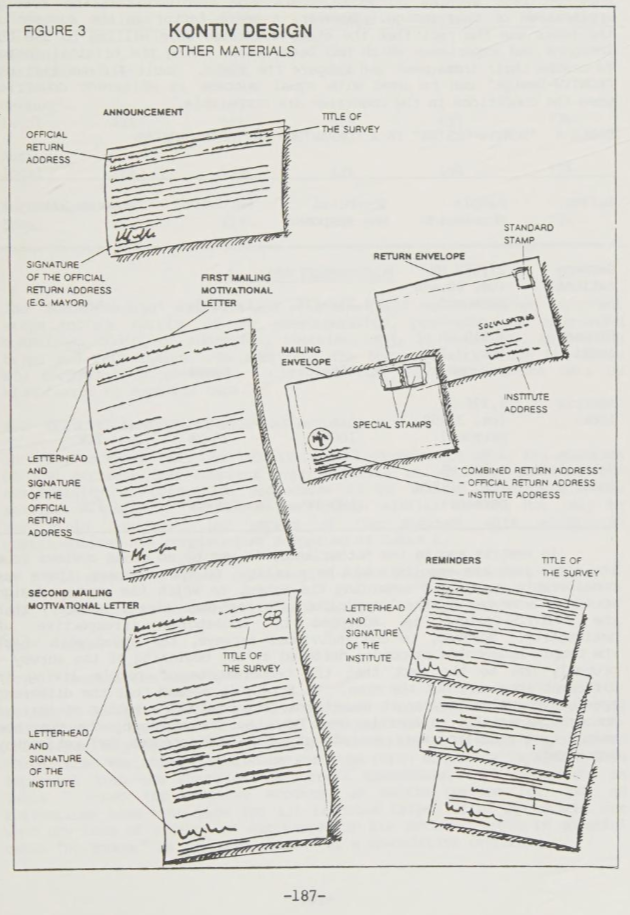 FIGURE 3
KONTIV DESIGN
OTHER MATERIALS
ANNOUNCEMENT
OFFICIAL
RETURN
ADDRESS
TITLE OF
THE SURVEY
SIGNATURE
OF THE OFFICIAL
RETURN ADDRESS
(E.G. MAYOR)
FIRST MAILING
MOTIVATIONAL
LETTER
RETURN ENVELOPE
STANDARD
STAMP
MAILING
ENVELOPE
SPECIAL STAMPS
INSTITUTE
ADDRESS
"COMBINED RETURN ADDRESS"
– OFFICIAL RETURN ADDRESS
– INSTITUTE ADDRESS
LETTERHEAD
AND
SIGNATURE
OF THE
OFFICIAL
RETURN
ADDRESS
SECOND MAILING
MOTIVATIONAL LETTER
TITLE OF
THE SURVEY
LETTERHEAD
AND
SIGNATURE
OF THE
INSTITUTE
REMINDERS
TITLE OF
THE SURVEY
LETTERHEAD
AND
SIGNATURE
OF THE
INSTITUTE
-187-